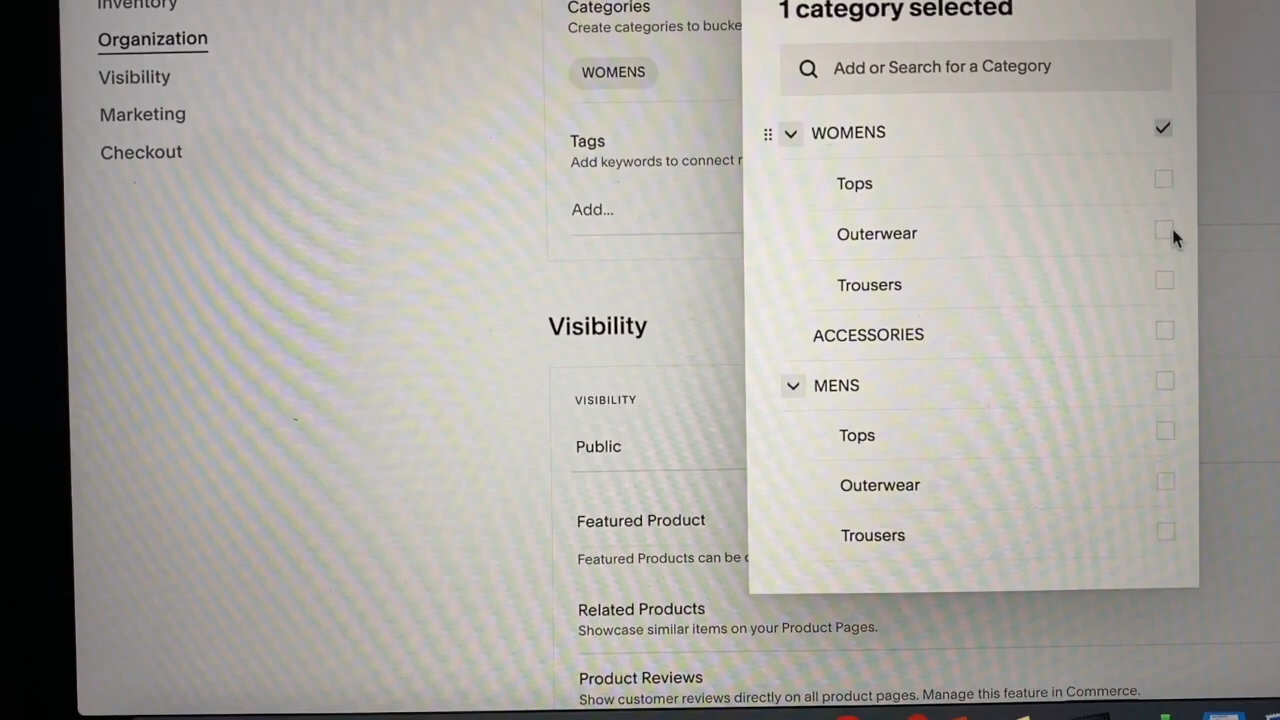 Inventory
Organization
Visibility
Marketing
Checkout
Categories
Create categories to bucke
WOMENS
Tags
Add keywords to connect r
Add...
Visibility
VISIBILITY
Public
Featured Product
Featured Products can be c
Related Products
Showcase similar items on your Product Pages.
Product Reviews
Show customer reviews directly on all product pages. Manage this feature in Commerce.
1 category selected
Add or Search for a Category
WOMENS
Tops
Outerwear
Trousers
ACCESSORIES
MENS
Tops
Outerwear
Trousers